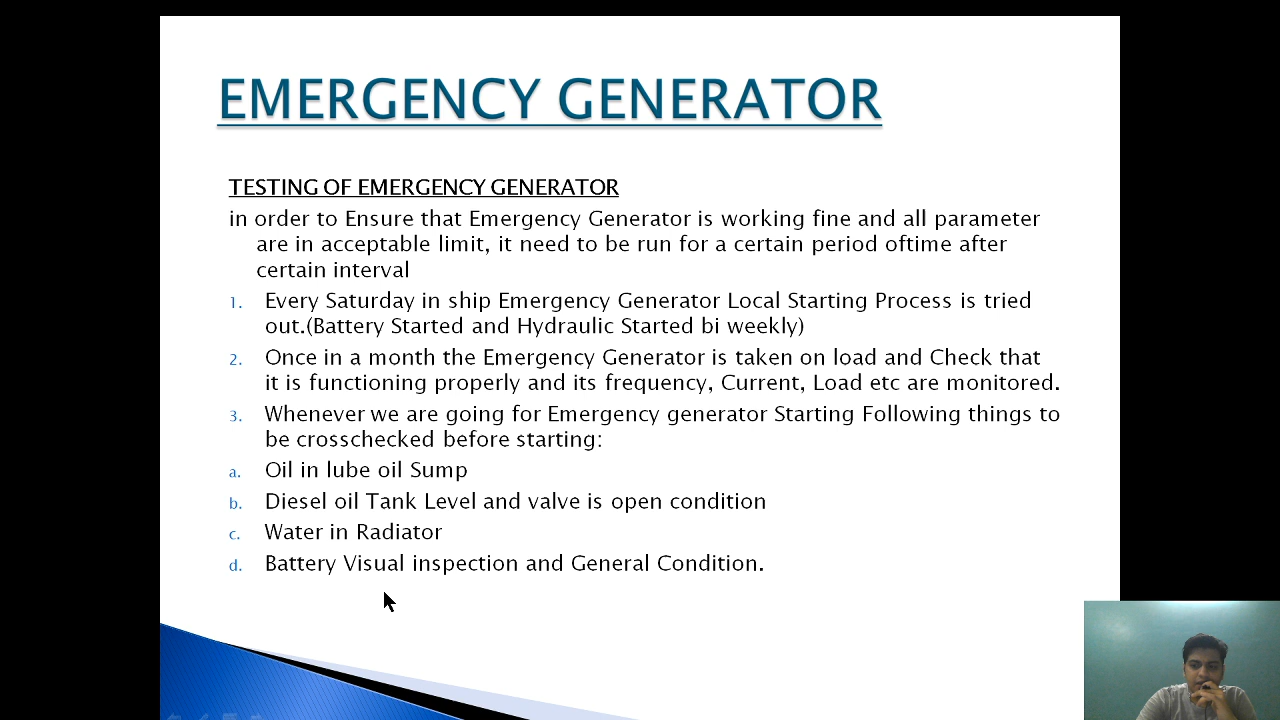 EMERGENCY GENERATOR
TESTING OF EMERGENCY GENERATOR
in order to Ensure that Emergency Generator is working fine and all parameter
are in acceptable limit, it need to be run for a certain period oftime after
certain interval
1. Every Saturday in ship Emergency Generator Local Starting Process is tried
out.(Battery Started and Hydraulic Started bi weekly)
2. Once in a month the Emergency Generator is taken on load and Check that
it is functioning properly and its frequency, Current, Load etc are monitored.
3. Whenever we are going for Emergency generator Starting Following things to
be crosschecked before starting:
a. Oil in lube oil Sump
b. Diesel oil Tank Level and valve is open condition
c. Water in Radiator
d. Battery Visual inspection and General Condition.